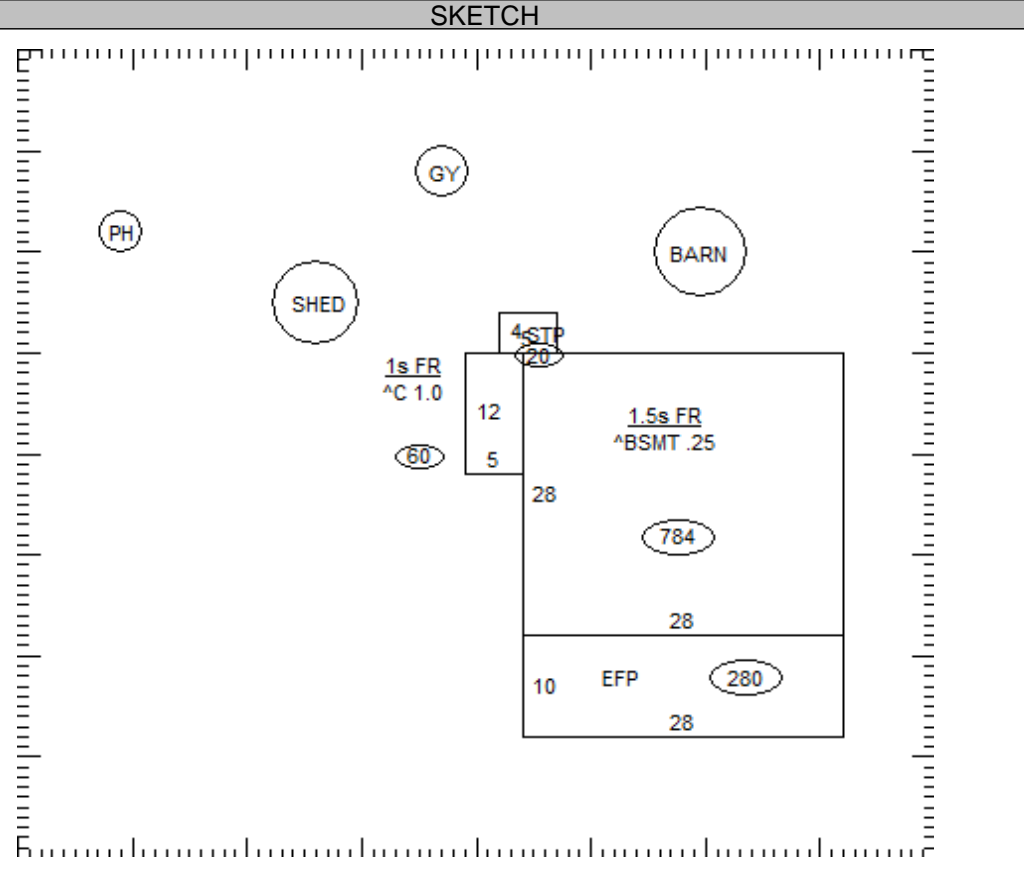 SKETCH
GY
PH
BARN
SHED
4
5
STP
20
1s FR
^C 1.0
12
1.5s FR
^BSMT .25
60
5
28
784
28
10
EFP
280
28